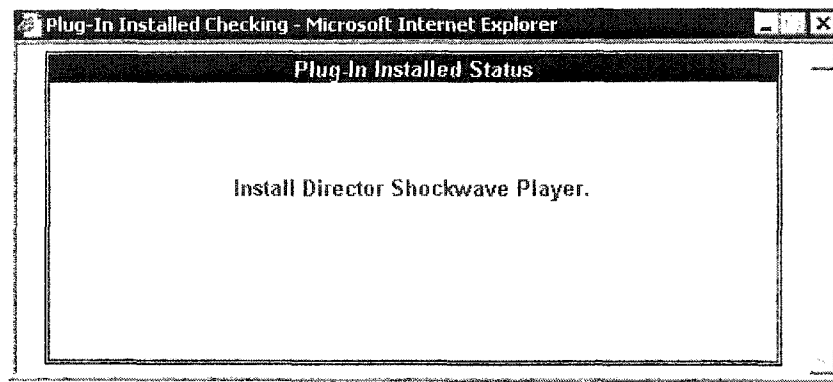 Plug-In Installed Checking - Microsoft Internet Explorer
Plug-In Installed Status
Install Director Shockwave Player.